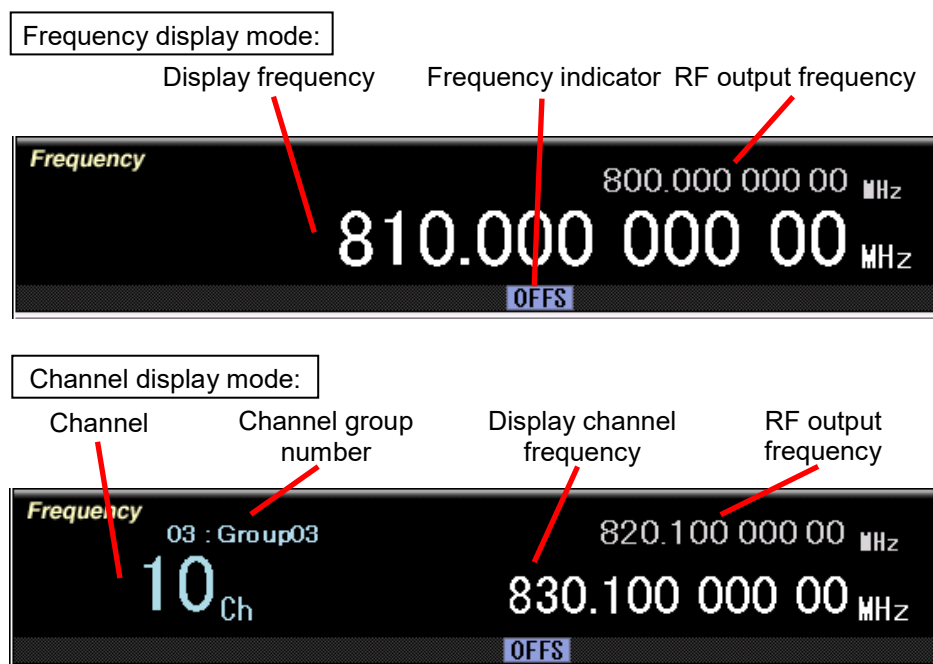 Frequency display mode:
Display frequency Frequency indicator RF output frequency
Frequency
800.000 000 00 MHz
810.000 000 00 MHz
OFFS
Channel display mode:
Channel Channel group number Display channel frequency RF output frequency
Frequency
03 : Group03
820.100 000 00 MHz
10 Ch
830.100 000 00 MHz
OFFS